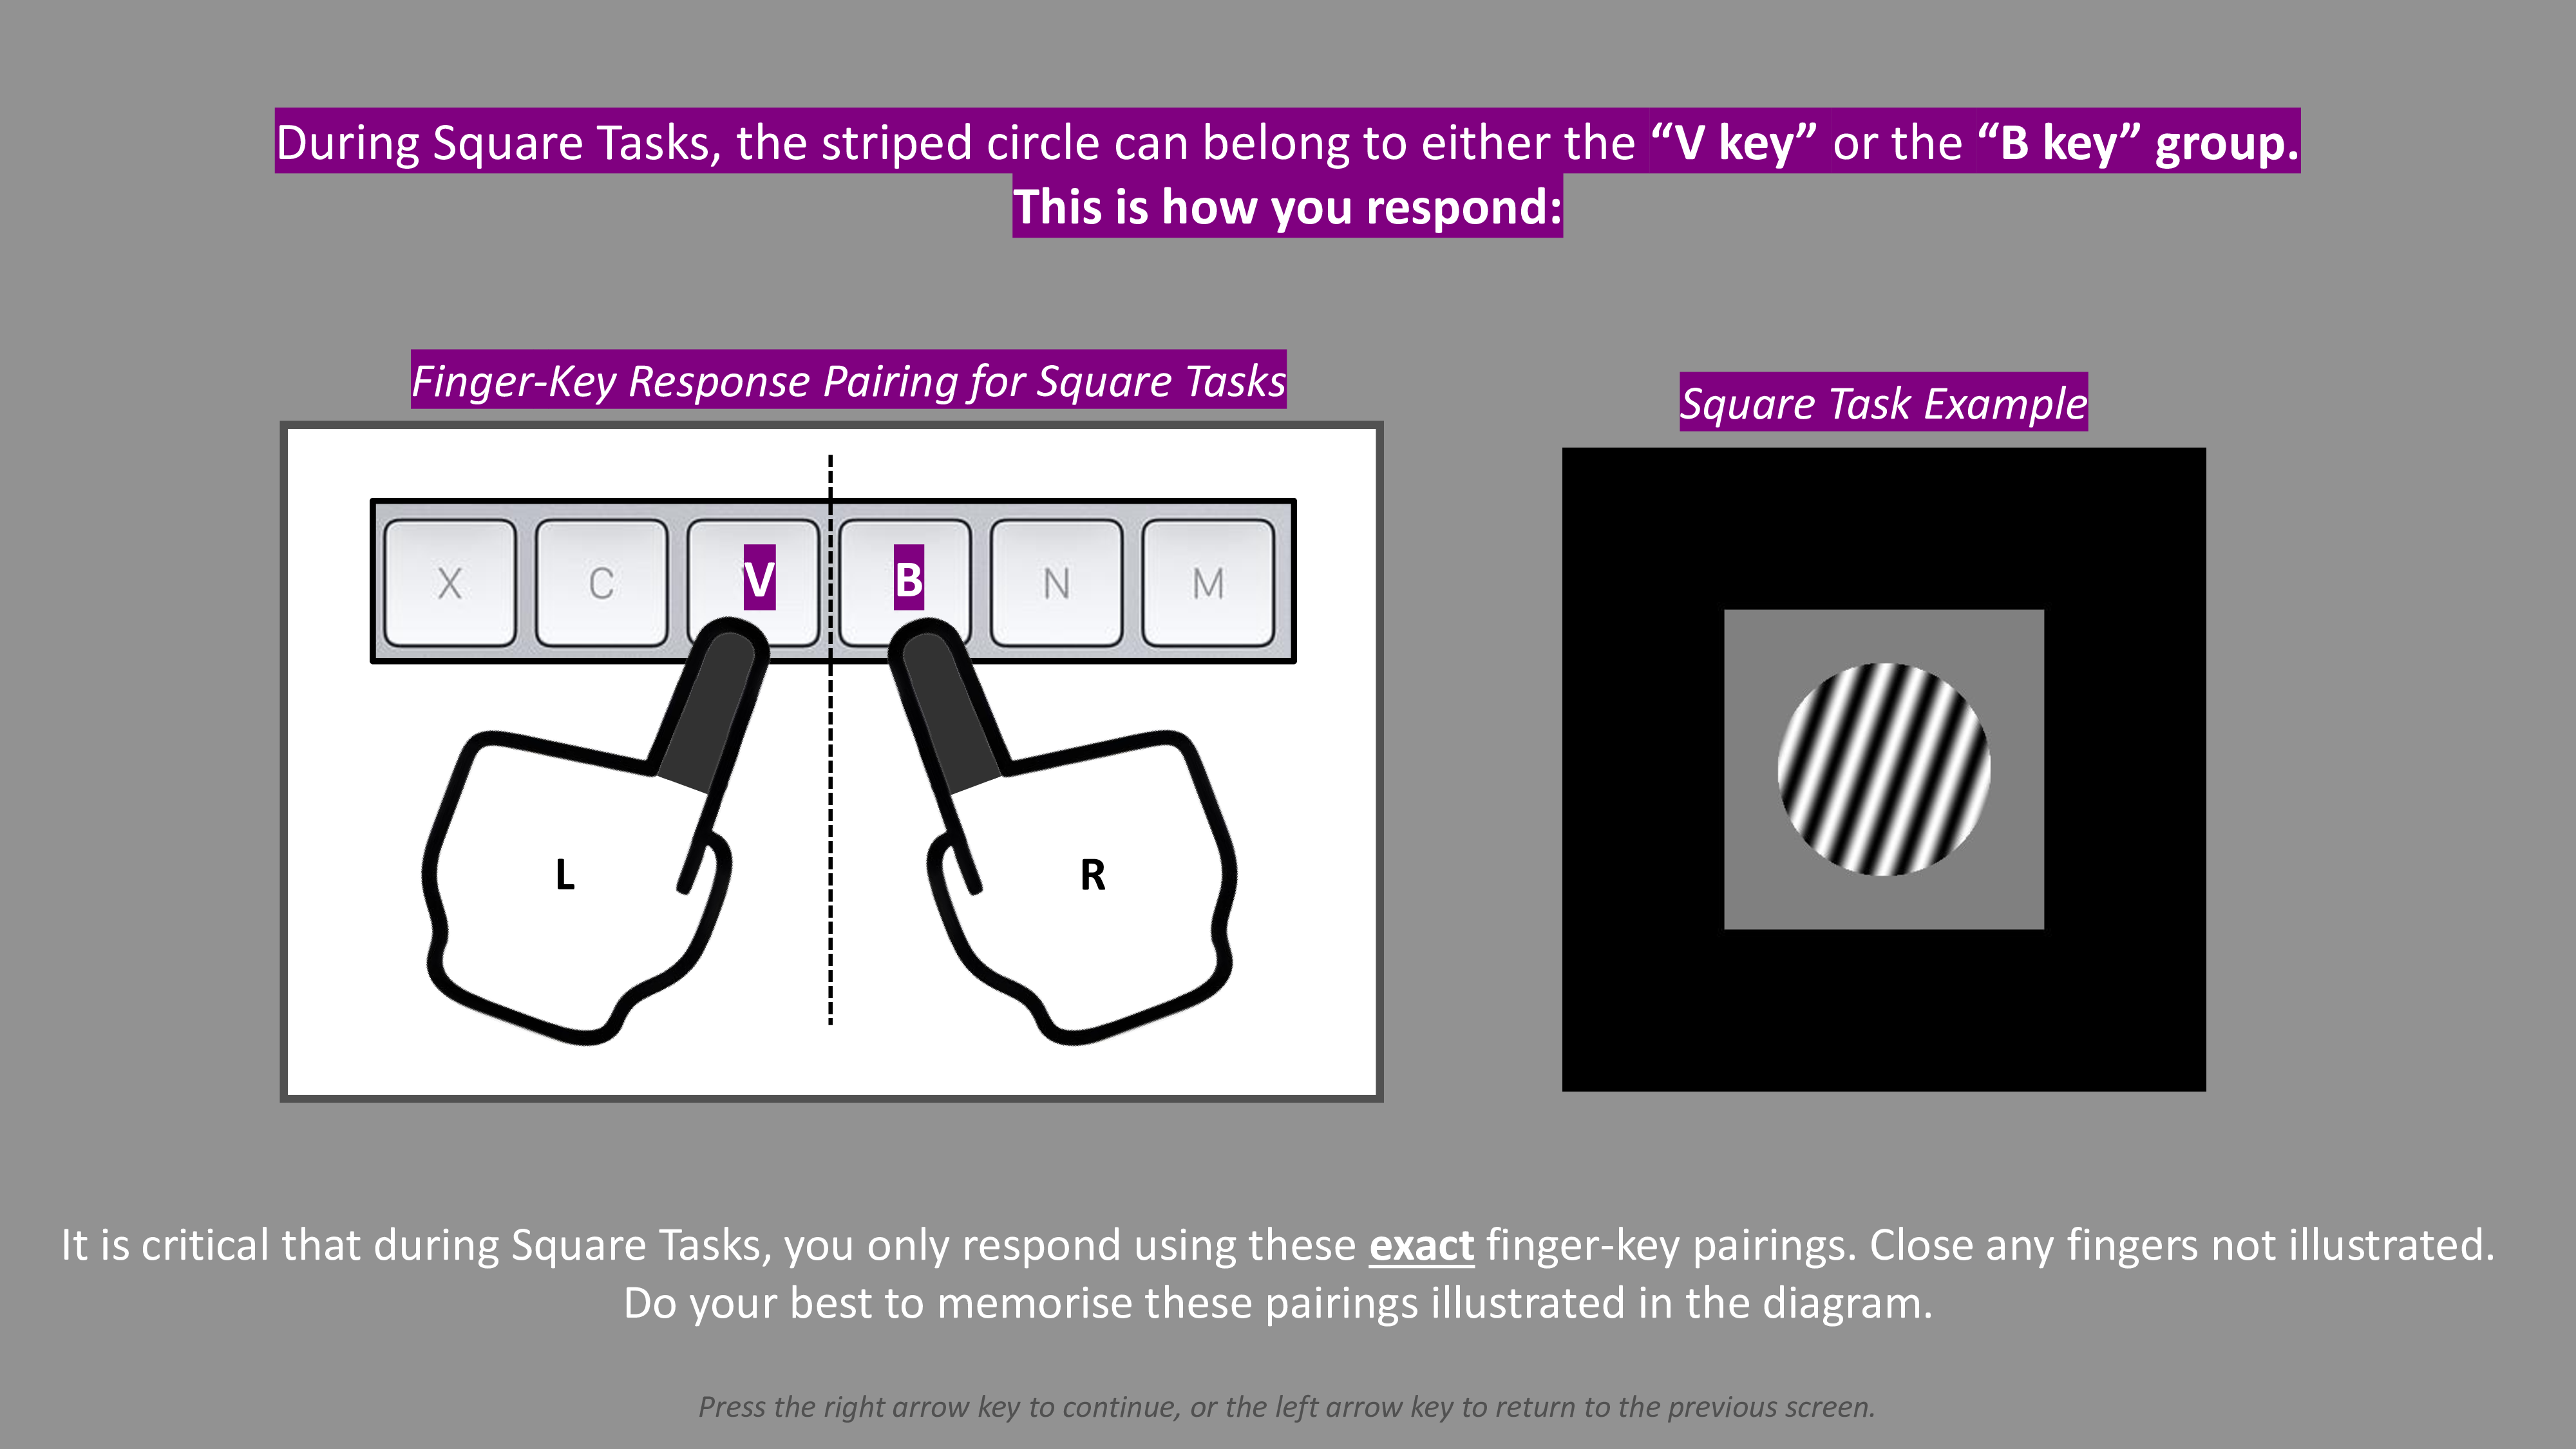 During Square Tasks, the striped circle can belong to either the “V key” or the “B key” group.
This is how you respond:
Finger-Key Response Pairing for Square Tasks
Square Task Example
X C V B N M
L R
It is critical that during Square Tasks, you only respond using these exact finger-key pairings. Close any fingers not illustrated.
Do your best to memorise these pairings illustrated in the diagram.
Press the right arrow key to continue, or the left arrow key to return to the previous screen.